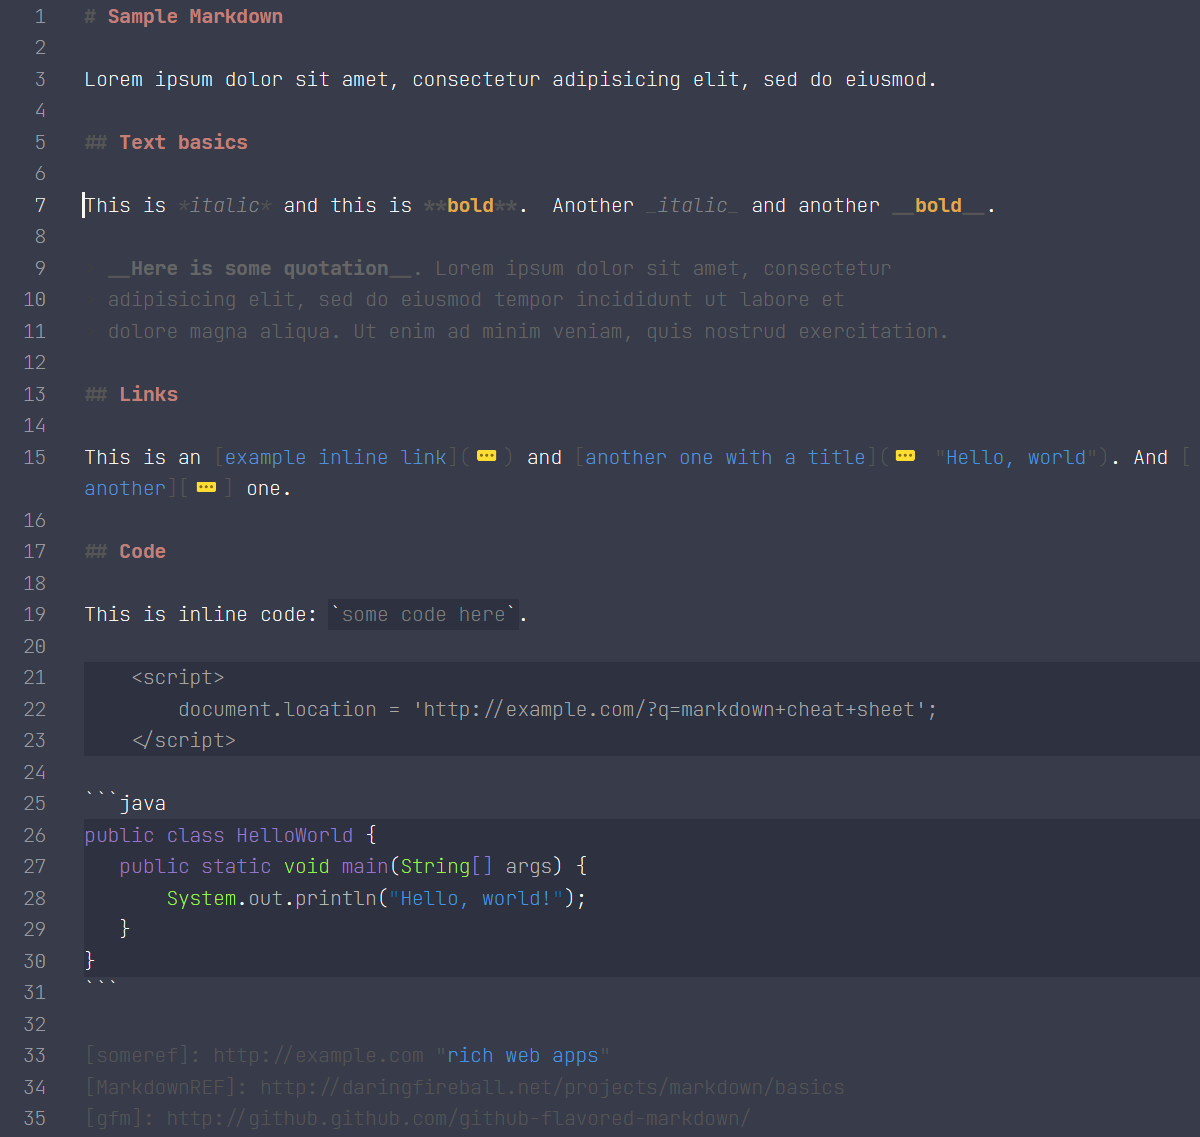 1 # Sample Markdown
2
3 Lorem ipsum dolor sit amet, consectetur adipisicing elit, sed do eiusmod.
4
5 ## Text basics
6
7 This is *italic* and this is **bold**.  Another _italic_ and another __bold__.
8
9   __Here is some quotation__. Lorem ipsum dolor sit amet, consectetur
10   adipisicing elit, sed do eiusmod tempor incididunt ut labore et
11   dolore magna aliqua. Ut enim ad minim veniam, quis nostrud exercitation.
12
13 ## Links
14
15 This is an [example inline link](...) and [another one with a title](... "Hello, world"). And [
another][...] one.
16
17 ## Code
18
19 This is inline code: `some code here`.
20
21     <script>
22         document.location = 'http://example.com/?q=markdown+cheat+sheet';
23     </script>
24
25 ```java
26 public class HelloWorld {
27    public static void main(String[] args) {
28        System.out.println("Hello, world!");
29    }
30 }
31 ```
32
33 [someref]: http://example.com "rich web apps"
34 [MarkdownREF]: http://daringfireball.net/projects/markdown/basics
35 [gfm]: http://github.github.com/github-flavored-markdown/